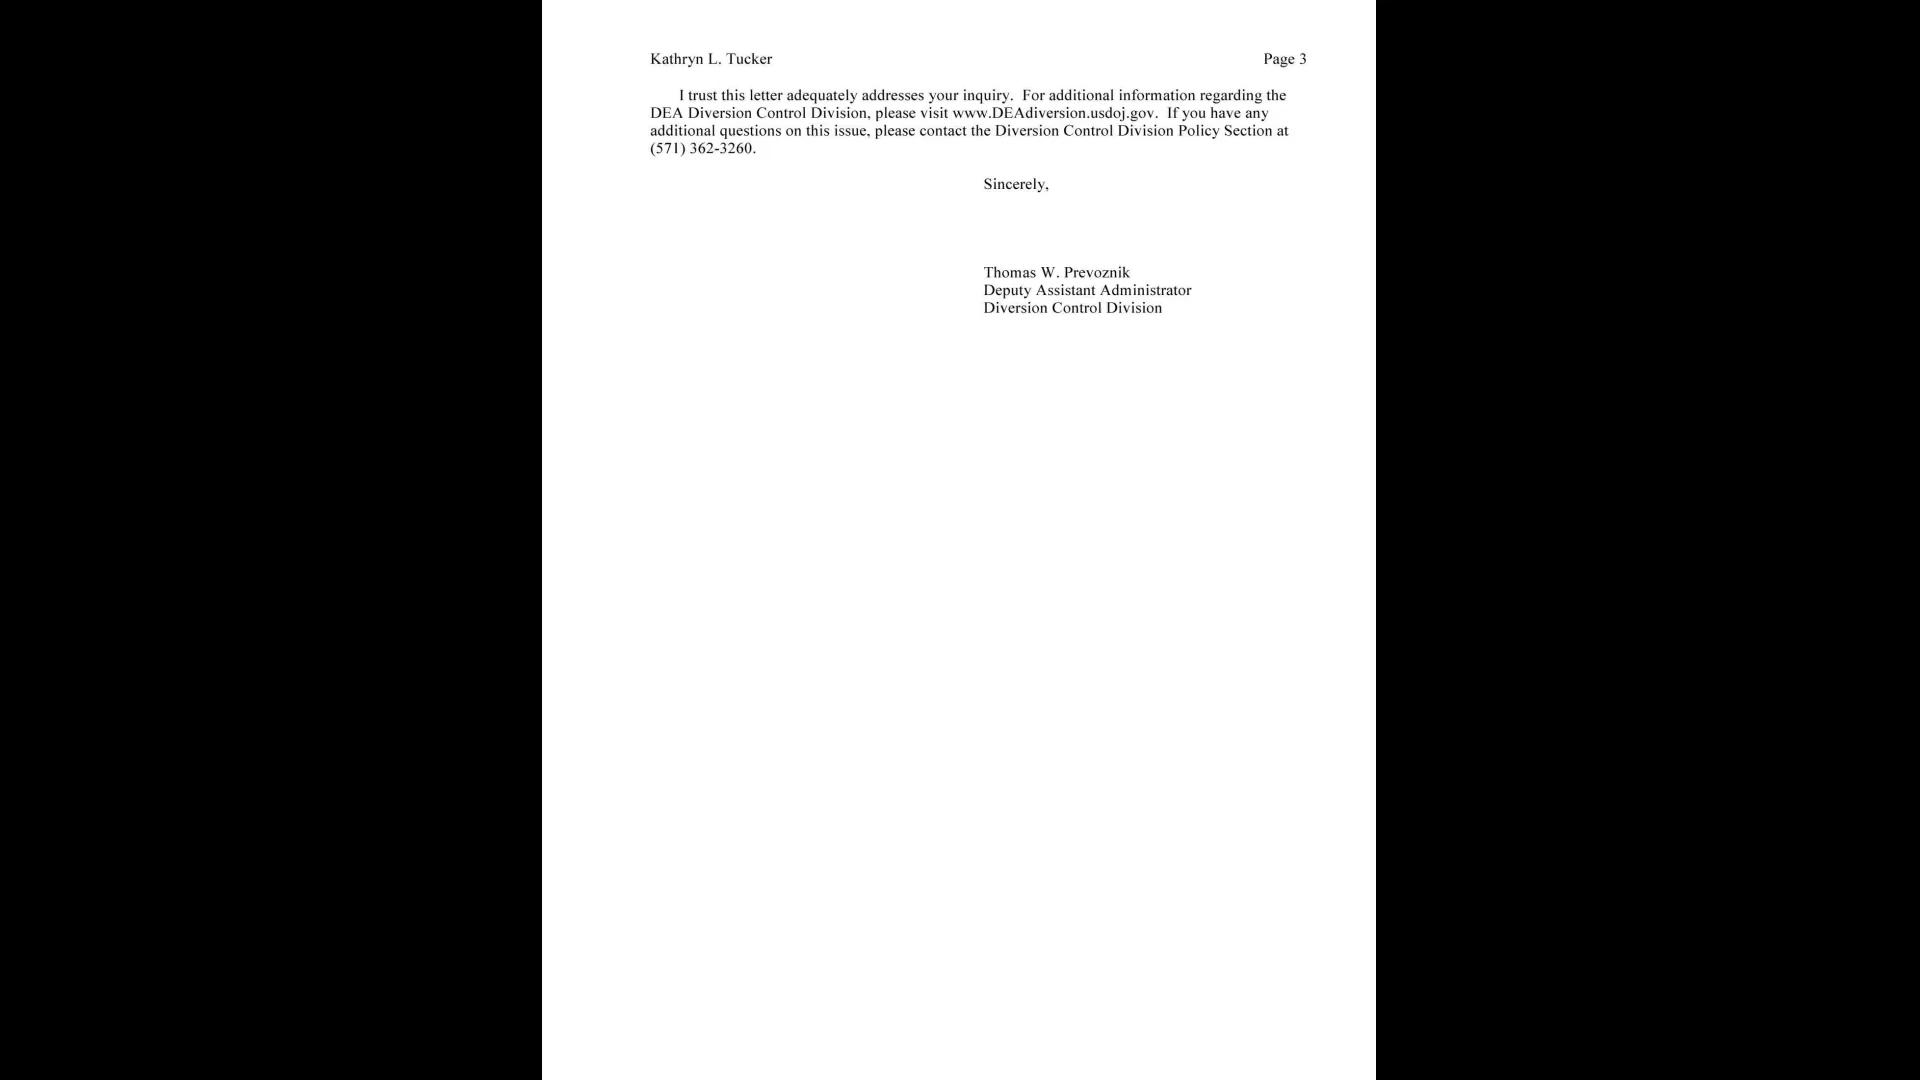 Kathryn L. Tucker Page 3
I trust this letter adequately addresses your inquiry.  For additional information regarding the
DEA Diversion Control Division, please visit www.DEAdiversion.usdoj.gov.  If you have any
additional questions on this issue, please contact the Diversion Control Division Policy Section at
(571) 362-3260.
Sincerely,
Thomas W. Prevoznik
Deputy Assistant Administrator
Diversion Control Division